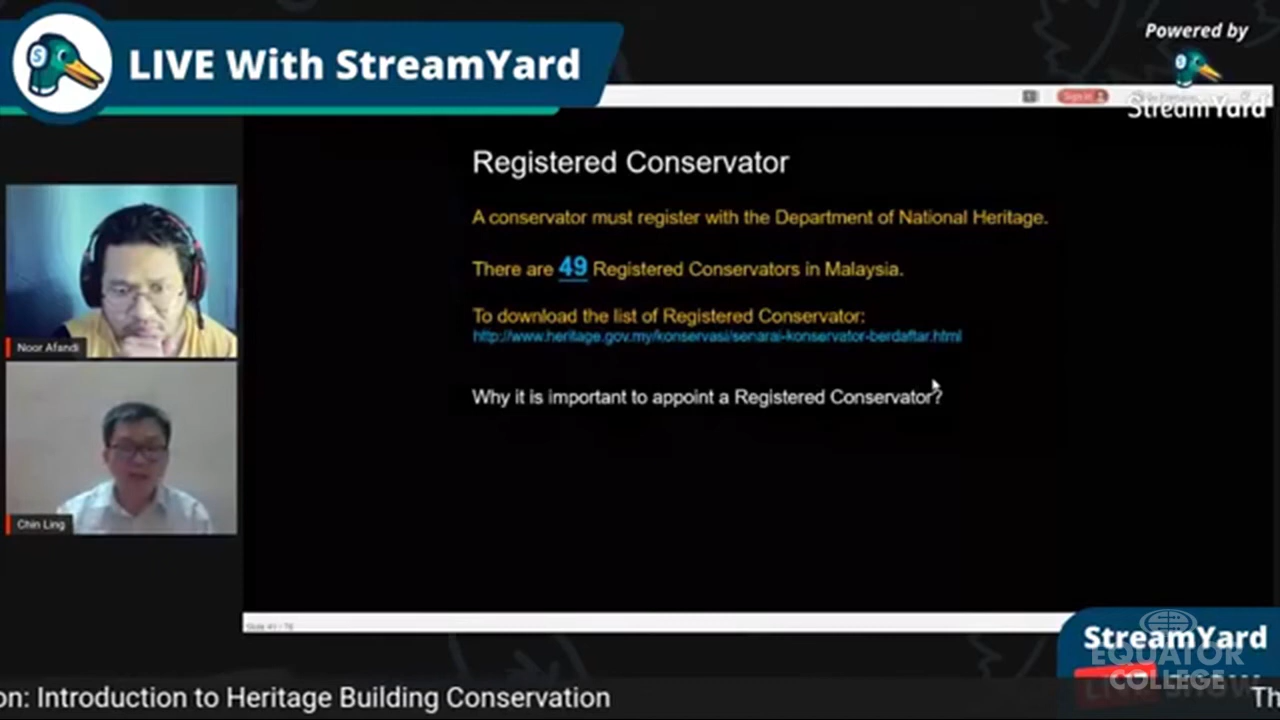 LIVE With StreamYard
Powered by
StreamYard
Sign in
Registered Conservator
A conservator must register with the Department of National Heritage.
There are 49 Registered Conservators in Malaysia.
To download the list of Registered Conservator:
http://www.heritage.gov.my/konservasi/senarai-konservator-berdaftar.html
Why it is important to appoint a Registered Conservator?
Noor Afandi
Chin Ling
StreamYard
EQUATOR
COLLEGE
on: Introduction to Heritage Building Conservation
Th